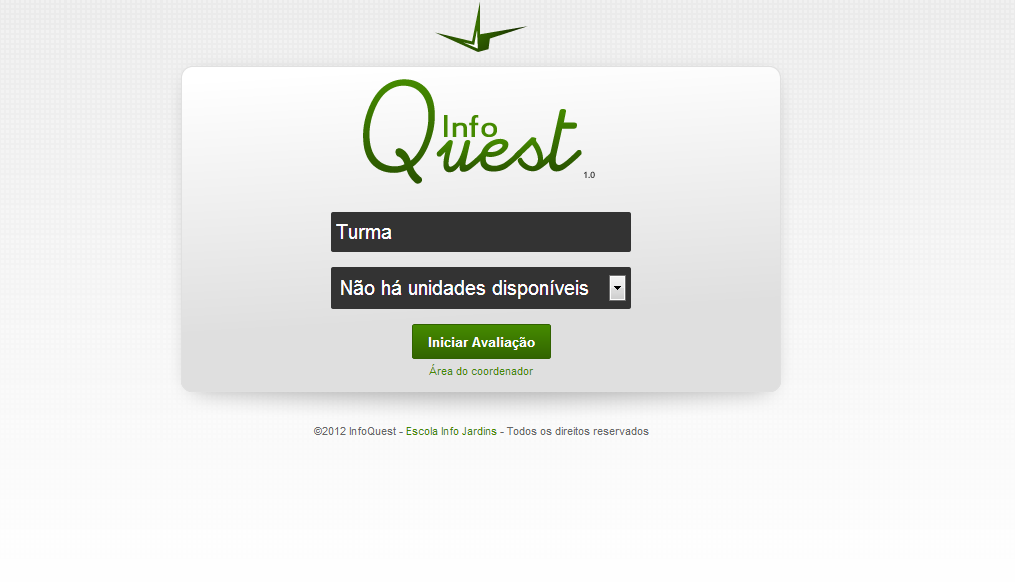 Info
Quest
1.0
Turma
Não há unidades disponíveis
Iniciar Avaliação
Área do coordenador
©2012 InfoQuest - Escola Info Jardins - Todos os direitos reservados